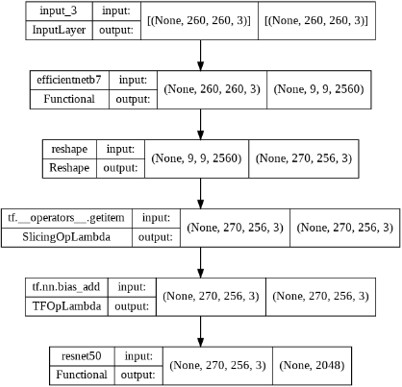 input_3 input: [(None, 260, 260, 3)] [(None, 260, 260, 3)]
InputLayer output:
efficientnetb7 input: (None, 260, 260, 3) (None, 9, 9, 2560)
Functional output:
reshape input: (None, 9, 9, 2560) (None, 270, 256, 3)
Reshape output:
tf.__operators__.getitem input: (None, 270, 256, 3) (None, 270, 256, 3)
SlicingOpLambda output:
tf.nn.bias_add input: (None, 270, 256, 3) (None, 270, 256, 3)
TFOpLambda output:
resnet50 input: (None, 270, 256, 3) (None, 2048)
Functional output: